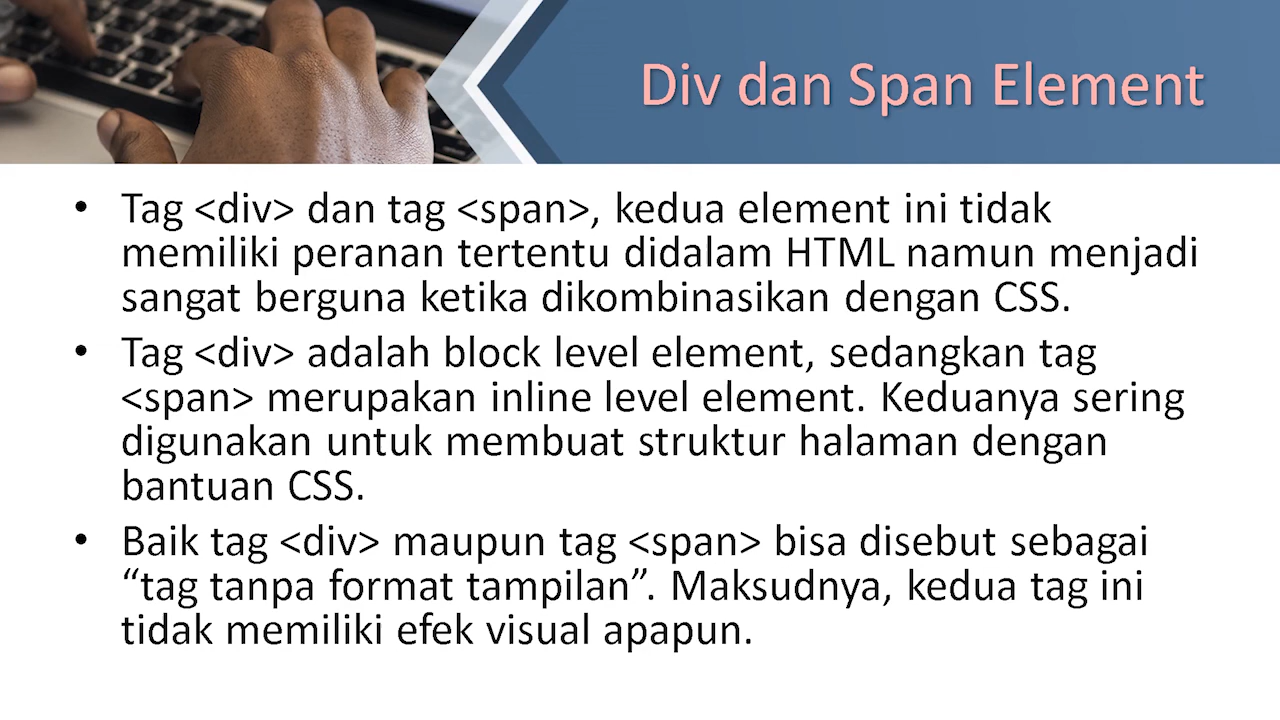 Div dan Span Element
• Tag <div> dan tag <span>, kedua element ini tidak
memiliki peranan tertentu didalam HTML namun menjadi
sangat berguna ketika dikombinasikan dengan CSS.
• Tag <div> adalah block level element, sedangkan tag
<span> merupakan inline level element. Keduanya sering
digunakan untuk membuat struktur halaman dengan
bantuan CSS.
• Baik tag <div> maupun tag <span> bisa disebut sebagai
“tag tanpa format tampilan”. Maksudnya, kedua tag ini
tidak memiliki efek visual apapun.